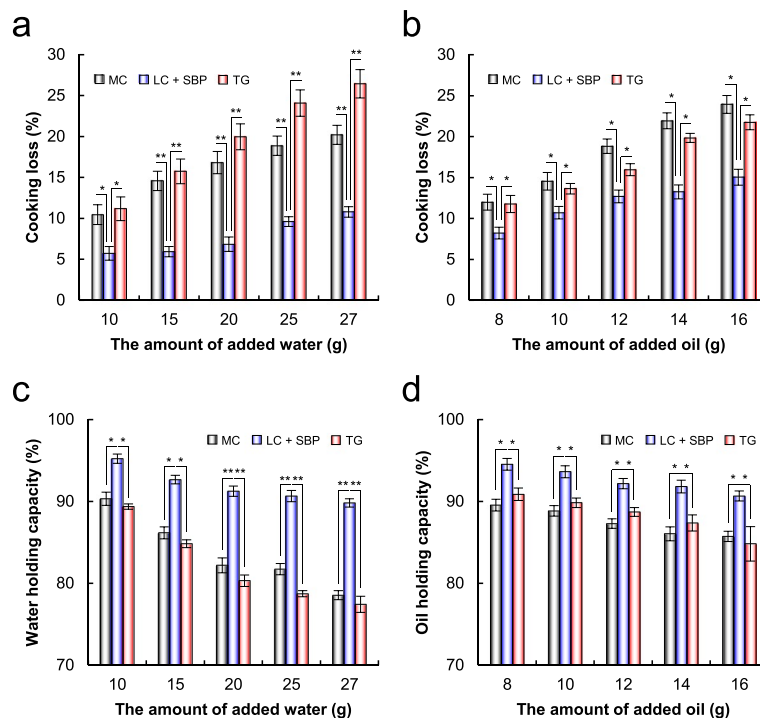 a
30
25
20
15
10
5
0
Cooking loss (%)
MC LC + SBP TG
* * ** ** ** ** ** ** ** **
10 15 20 25 27
The amount of added water (g)
b
30
25
20
15
10
5
0
Cooking loss (%)
MC LC + SBP TG
* * * * * * * * * *
8 10 12 14 16
The amount of added oil (g)
c
100
90
80
70
Water holding capacity (%)
MC LC + SBP TG
* * * * **** **** ****
10 15 20 25 27
The amount of added water (g)
d
100
90
80
70
Oil holding capacity (%)
MC LC + SBP TG
* * * * * * * * * *
8 10 12 14 16
The amount of added oil (g)